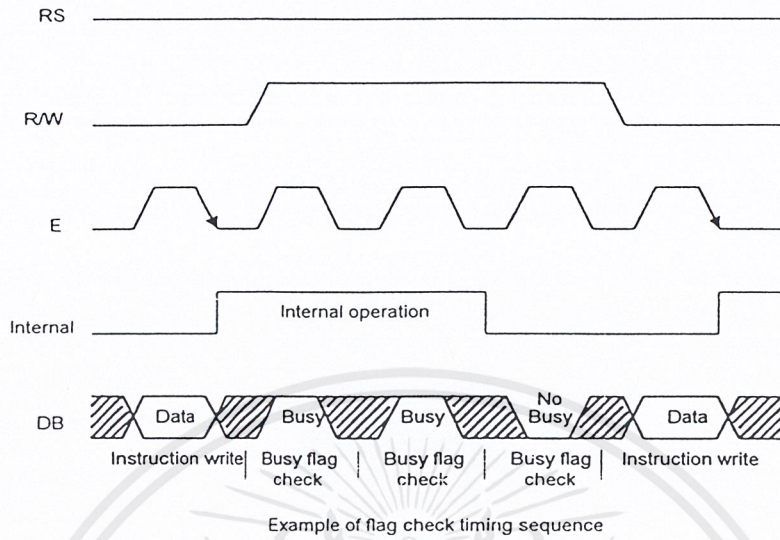 RS
R/W
E
Internal
Internal operation
DB
Data
Busy
Busy
No
Busy
Data
Instruction write
Busy flag
check
Busy flag
check
Busy flag
check
Instruction write
Example of flag check timing sequence